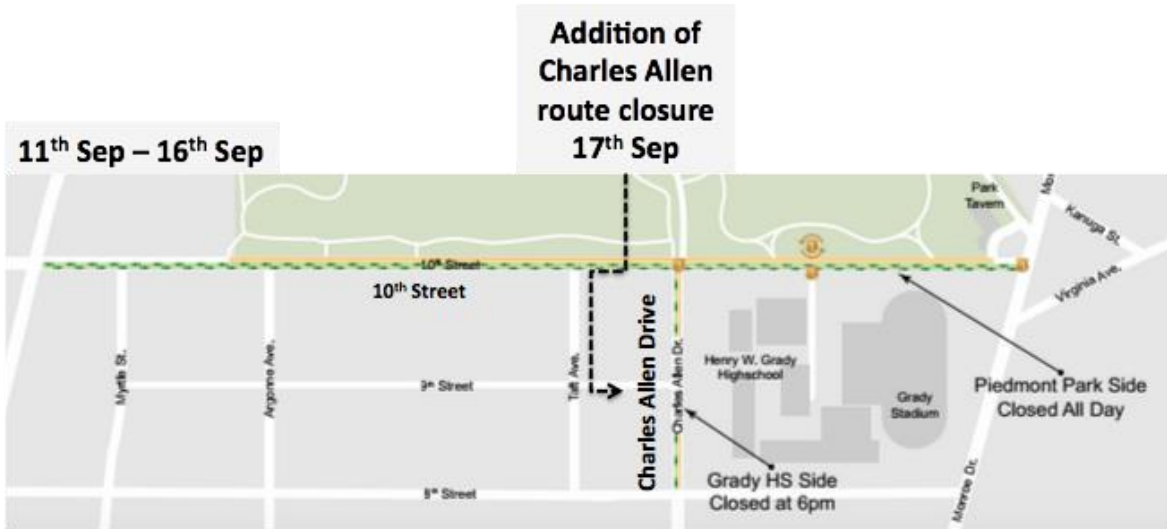 Addition of
Charles Allen
route closure
17th Sep
11th Sep – 16th Sep
Park
Tavern
Kanuga St.
Virginia Ave.
10th Street
10th Street
Myrtle St.
Argonne Ave.
9th Street
Taft Ave.
Charles Allen Drive
Charles Allen Dr.
Henry W. Grady
Highschool
Grady
Stadium
Piedmont Park Side
Closed All Day
Grady HS Side
Closed at 6pm
8th Street
Monroe Dr.